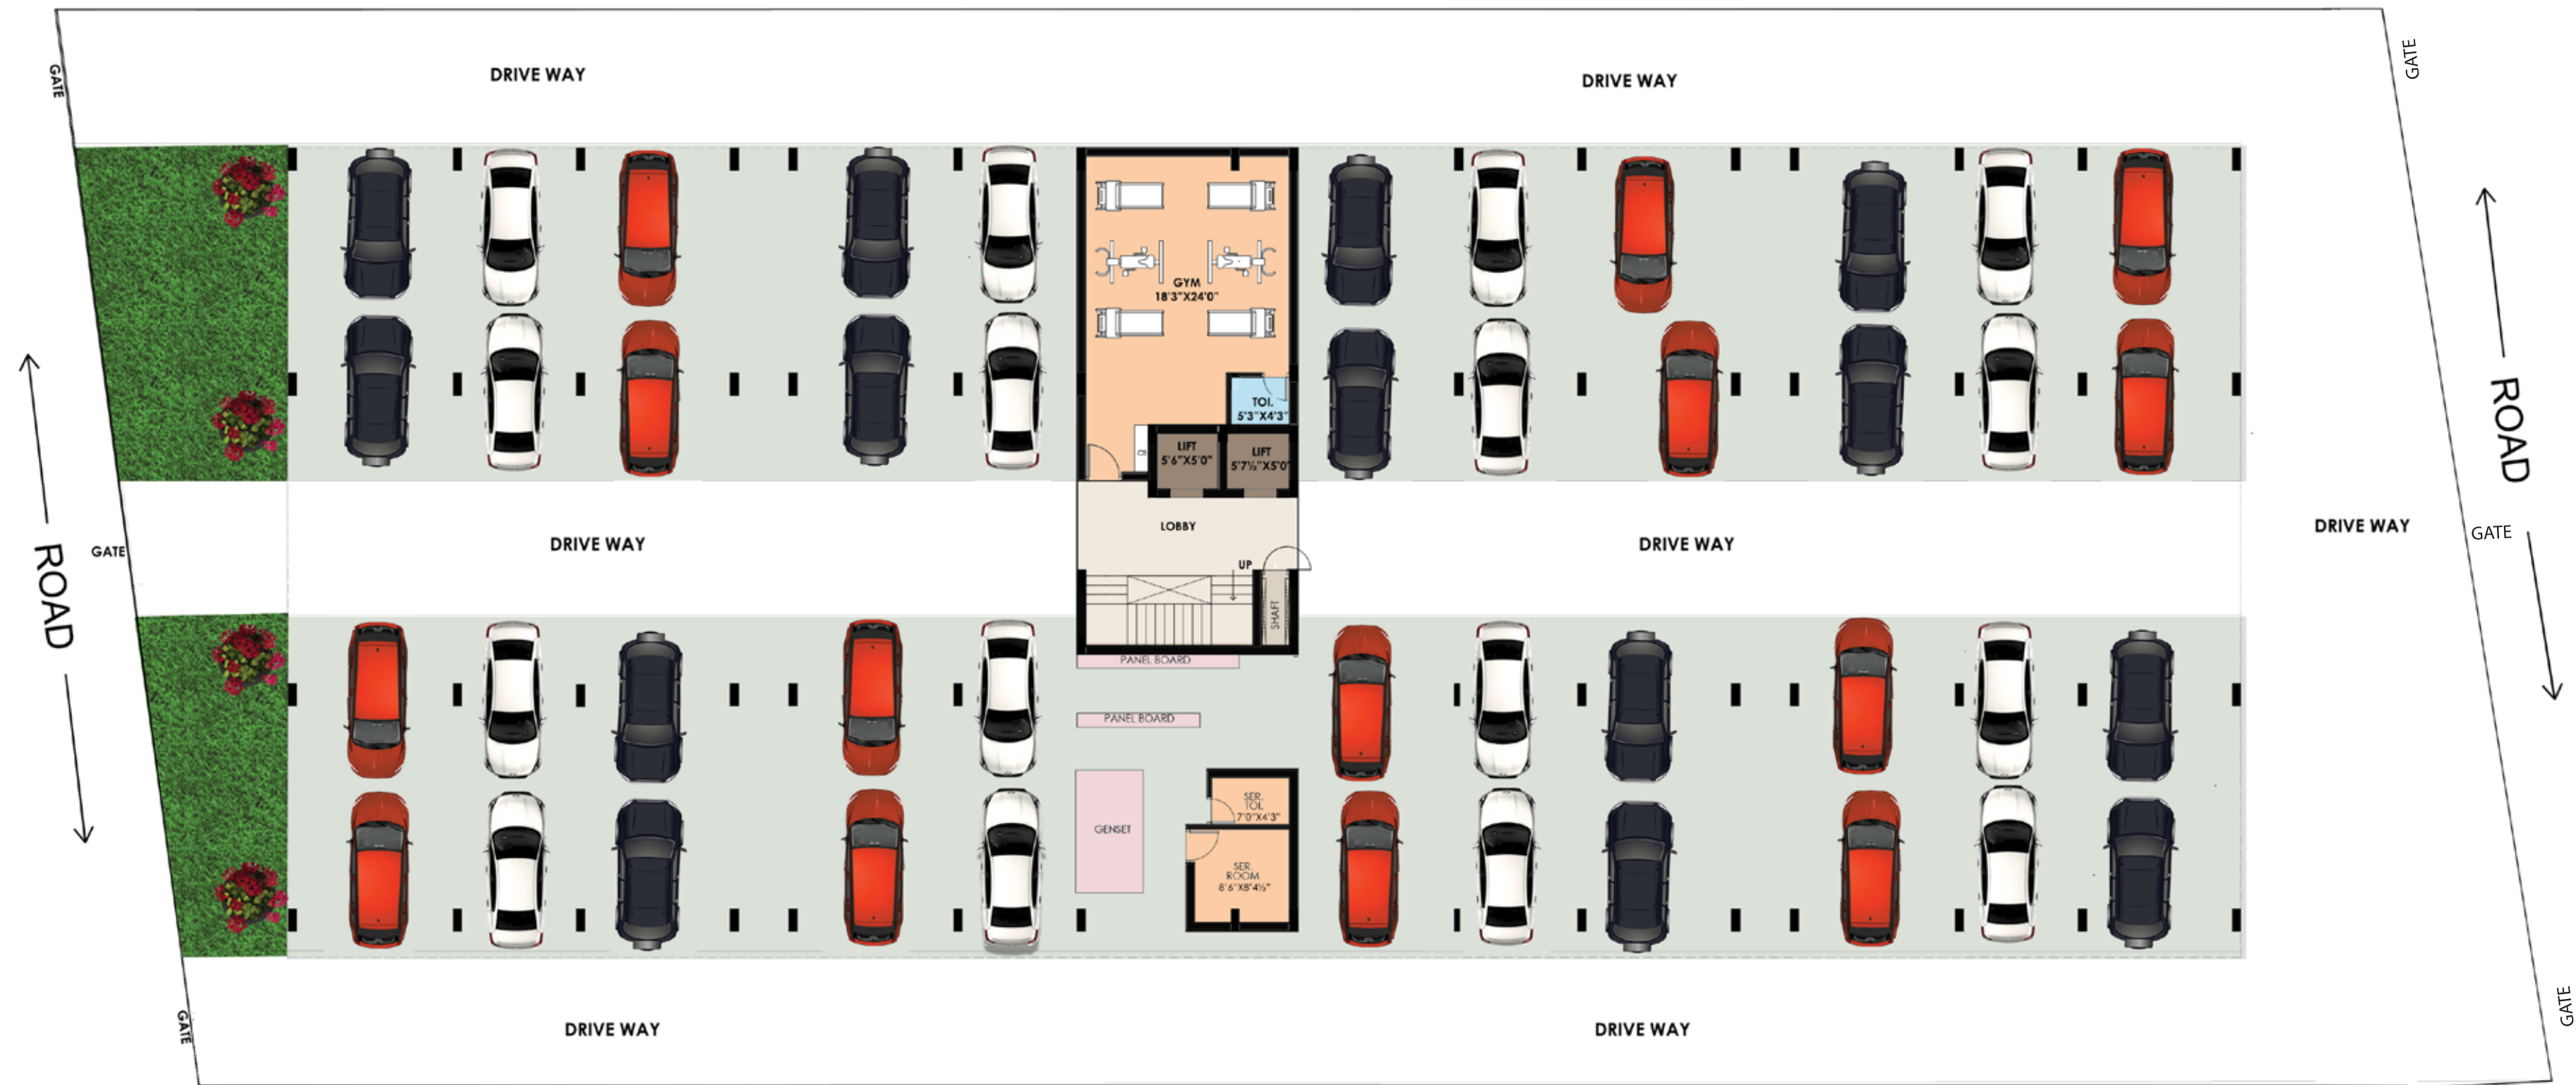 GATE
DRIVE WAY
DRIVE WAY
GATE
GYM
18'3"X24'0"
TOI.
5'3"X4'3"
LIFT
5'6"X5'0"
LIFT
5'7½"X5'0"
CB
ROAD
LOBBY
DRIVE WAY
GATE
DRIVE WAY
DRIVE WAY
GATE
ROAD
UP
SHAFT
PANEL BOARD
PANEL BOARD
GENSET
SER.
TOI.
7'0"X4'3"
SER.
ROOM
8'6"X8'4½"
GATE
DRIVE WAY
DRIVE WAY
GATE